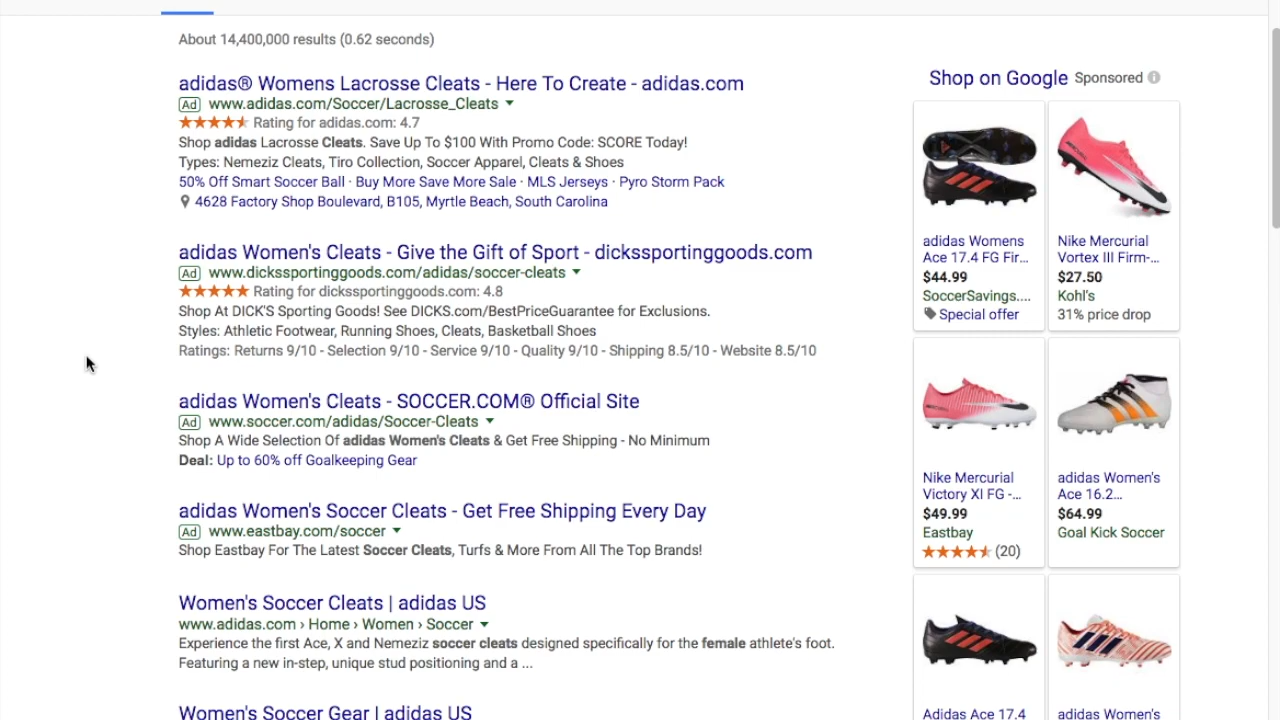 About 14,400,000 results (0.62 seconds)
adidas® Womens Lacrosse Cleats - Here To Create - adidas.com
Ad www.adidas.com/Soccer/Lacrosse_Cleats
Rating for adidas.com: 4.7
Shop adidas Lacrosse Cleats. Save Up To $100 With Promo Code: SCORE Today!
Types: Nemeziz Cleats, Tiro Collection, Soccer Apparel, Cleats & Shoes
50% Off Smart Soccer Ball · Buy More Save More Sale · MLS Jerseys · Pyro Storm Pack
4628 Factory Shop Boulevard, B105, Myrtle Beach, South Carolina
adidas Women's Cleats - Give the Gift of Sport - dickssportinggoods.com
Ad www.dickssportinggoods.com/adidas/soccer-cleats
Rating for dickssportinggoods.com: 4.8
Shop At DICK'S Sporting Goods! See DICKS.com/BestPriceGuarantee for Exclusions.
Styles: Athletic Footwear, Running Shoes, Cleats, Basketball Shoes
Ratings: Returns 9/10 - Selection 9/10 - Service 9/10 - Quality 9/10 - Shipping 8.5/10 - Website 8.5/10
adidas Women's Cleats - SOCCER.COM® Official Site
Ad www.soccer.com/adidas/Soccer-Cleats
Shop A Wide Selection Of adidas Women's Cleats & Get Free Shipping - No Minimum
Deal: Up to 60% off Goalkeeping Gear
adidas Women's Soccer Cleats - Get Free Shipping Every Day
Ad www.eastbay.com/soccer
Shop Eastbay For The Latest Soccer Cleats, Turfs & More From All The Top Brands!
Women's Soccer Cleats | adidas US
www.adidas.com › Home › Women › Soccer
Experience the first Ace, X and Nemeziz soccer cleats designed specifically for the female athlete's foot.
Featuring a new in-step, unique stud positioning and a ...
Women's Soccer Gear | adidas US
Shop on Google Sponsored
adidas Womens
Ace 17.4 FG Fir...
$44.99
SoccerSavings....
Special offer
Nike Mercurial
Vortex III Firm-...
$27.50
Kohl's
31% price drop
Nike Mercurial
Victory XI FG -...
$49.99
Eastbay
(20)
adidas Women's
Ace 16.2...
$64.99
Goal Kick Soccer
Adidas Ace 17.4
adidas Women's